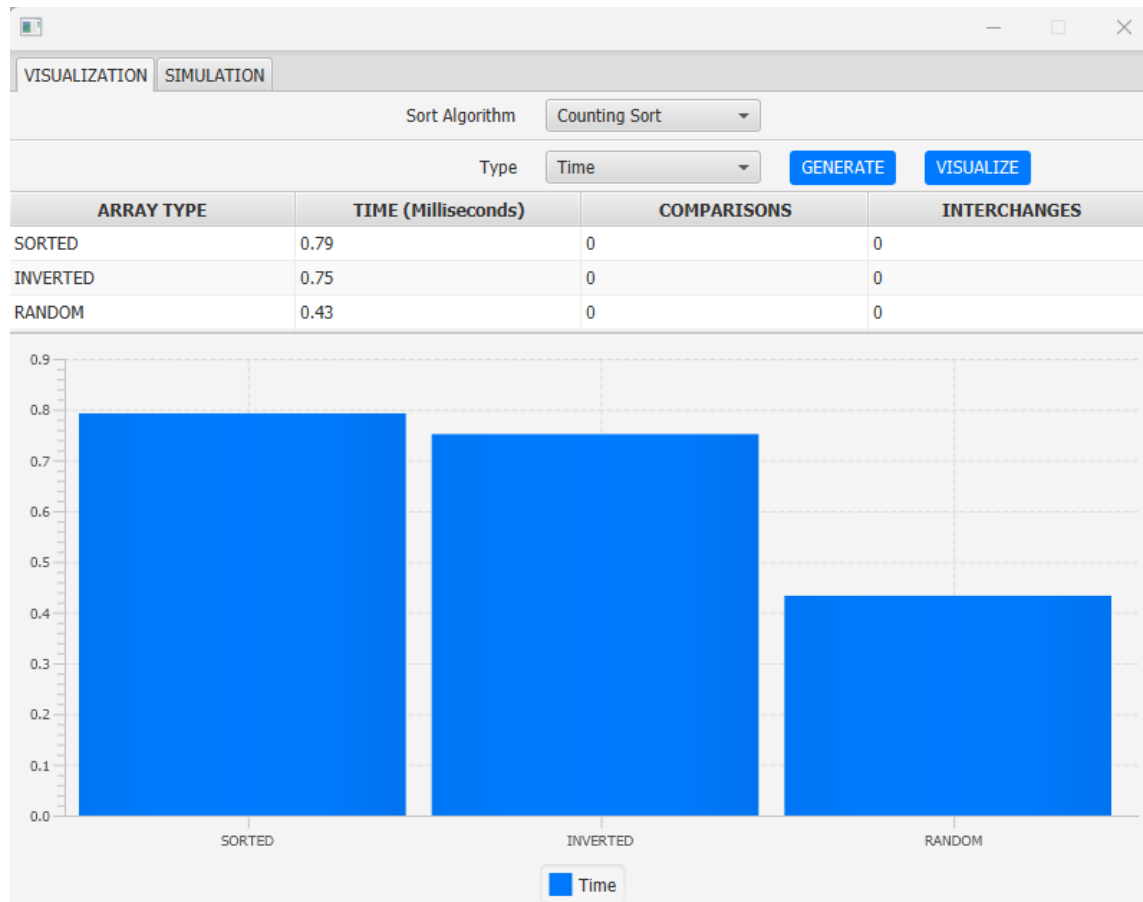 VISUALIZATION SIMULATION
Sort Algorithm Counting Sort
Type Time GENERATE VISUALIZE
ARRAY TYPE TIME (Milliseconds) COMPARISONS INTERCHANGES
SORTED 0.79 0 0
INVERTED 0.75 0 0
RANDOM 0.43 0 0
0.9
0.8
0.7
0.6
0.5
0.4
0.3
0.2
0.1
0.0
SORTED INVERTED RANDOM
Time